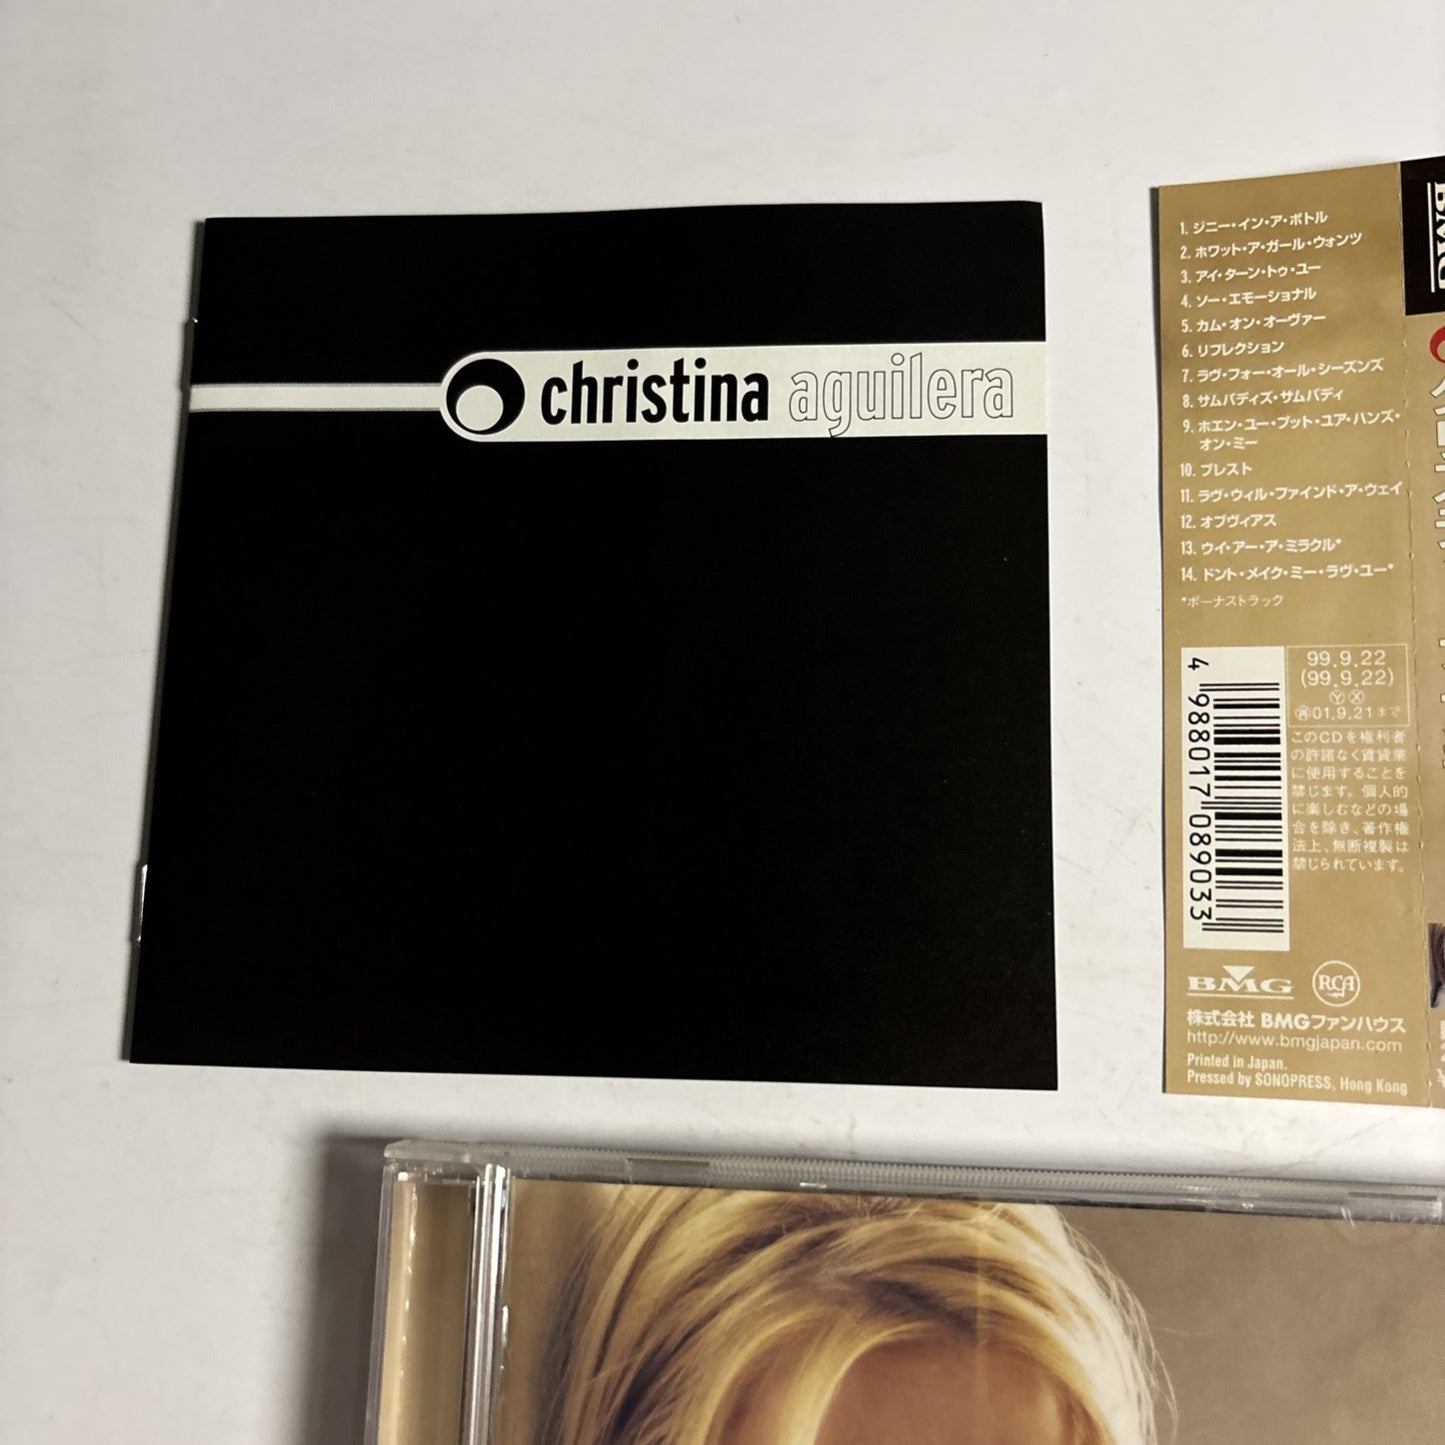 christina aguilera
1. ジニー・イン・ア・ボトル
2. ホワット・ア・ガール・ウォンツ
3. アイ・ターン・トゥ・ユー
4. ソー・エモーショナル
5. カム・オン・オーヴァー
6. リフレクション
7. ラヴ・フォー・オール・シーズンズ
8. サムバディズ・サムバディ
9. ホエン・ユー・プット・ユア・ハンズ・
オン・ミー
10. ブレスト
11. ラヴ・ウィル・ファインド・ア・ウェイ
12. オブヴィアス
13. ウイ・アー・ア・ミラクル*
14. ドント・メイク・ミー・ラヴ・ユー*
*ボーナストラック
4 988017 089033
99.9.22
(99.9.22)
Ⓨ Ⓧ
㊢01.9.21まで
このCDを権利者
の許諾なく賃貸業
に使用することを
禁じます。個人的
に楽しむなどの場
合を除き、著作権
法上、無断複製は
禁じられています。
BMG RCA
株式会社 BMGファンハウス
http://www.bmgjapan.com
Printed in Japan.
Pressed by SONOPRESS, Hong Kong
BMG